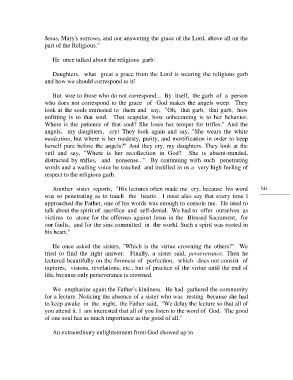 Jesus, Mary's sorrows, and our answering the grace of the Lord, above all on the
part of the Religious."
He once talked about the religious garb:
Daughters, what great a grace from the Lord is wearing the religious garb
and how we should correspond to it!
But woe to those who do not correspond... By itself, the garb of a person
who does not correspond to the grace of God makes the angels weep. They
look at the souls entrusted to them and say, "Oh, that garb, that garb, how
unfitting is to that soul! That scapular, how unbecoming is to her behavior.
Where is the patience of that soul? She loses her temper for trifles." And the
angels, my daughters, cry! They look again and say, "She wears the white
modestino, but where is her modesty, purity, and mortification in order to keep
herself pure before the angels?" And they cry, my daughters. They look at the
veil and say, "Where is her recollection in God? She is absent-minded,
distracted by trifles, and nonsense..." By continuing with such penetrating
words and a wailing voice he touched and instilled in us a very high feeling of
respect to the religious garb.
Another sister reports, "His lectures often made me cry, because his word
was so penetrating as to touch the hearts. I must also say that every time I
approached the Father, one of his words was enough to console me. He used to
talk about the spirit of sacrifice and self-denial. We had to offer ourselves as
victims to atone for the offenses against Jesus in the Blessed Sacrament, for
our faults, and for the sins committed in the world. Such a spirit was rooted in
his heart."
He once asked the sisters, "Which is the virtue crowning the others?" We
tried to find the right answer. Finally, a sister said, perseverance. Then he
lectured beautifully on the firmness of perfection, which does not consist of
raptures, visions, revelations, etc., but of practice of the virtue until the end of
life, because only perseverance is crowned.
We emphasize again the Father's kindness. He had gathered the community
for a lecture. Noticing the absence of a sister who was resting because she had
to keep awake in the night, the Father said, "We delay the lecture so that all of
you attend it. I am interested that all of you listen to the word of God. The good
of one soul has as much importance as the good of all."
An extraordinary enlightenment from God showed up in